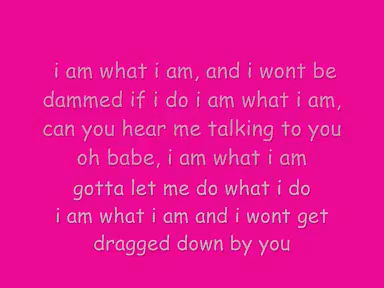 i am what i am, and i wont be
dammed if i do i am what i am,
can you hear me talking to you
oh babe, i am what i am
gotta let me do what i do
i am what i am and i wont get
dragged down by you